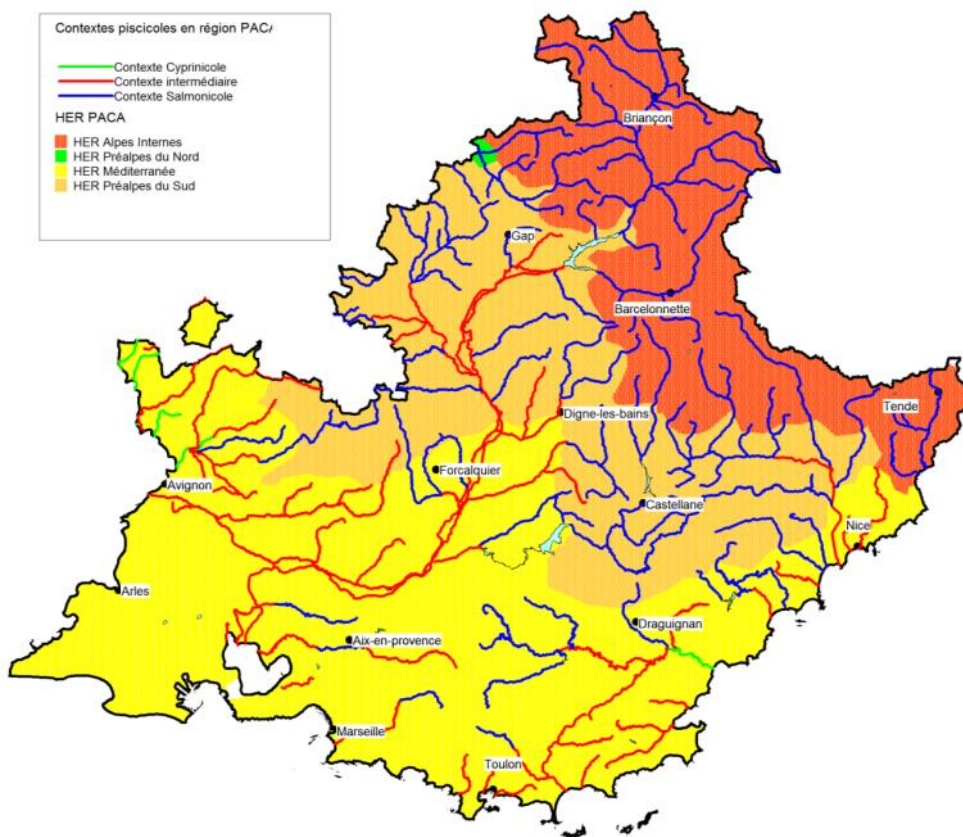 Contextes piscicoles en région PACA
Contexte Cyprinicole
Contexte intermédiaire
Contexte Salmonicole
HER PACA
HER Alpes Internes
HER Préalpes du Nord
HER Méditerranée
HER Préalpes du Sud
Briançon
Gap
Barcelonnette
Tende
Digne-les-bains
Forcalquier
Avignon
Castellane
Nice
Arles
Draguignan
Aix-en-provence
Marseille
Toulon